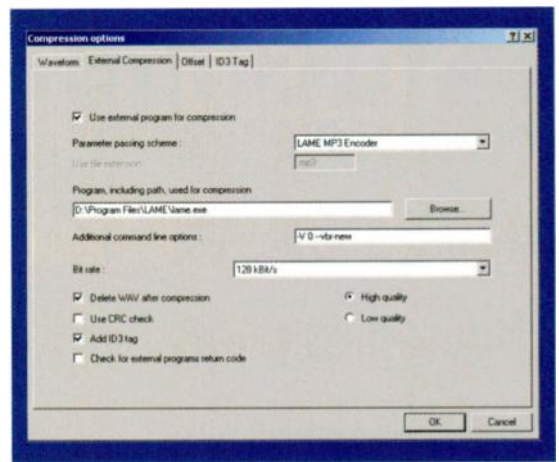 Compression options
Waveform External Compression Offset ID3 Tag
Use external program for compression
Parameter passing scheme : LAME MP3 Encoder
Use file extension : .mp3
Program, including path, used for compression
D:\Program Files\LAME\lame.exe Browse...
Additional command line options : -V 0 --vbr-new
Bit rate : 128 kBit/s
Delete WAV after compression High quality
Use CRC check Low quality
Add ID3 tag
Check for external programs return code
OK Cancel